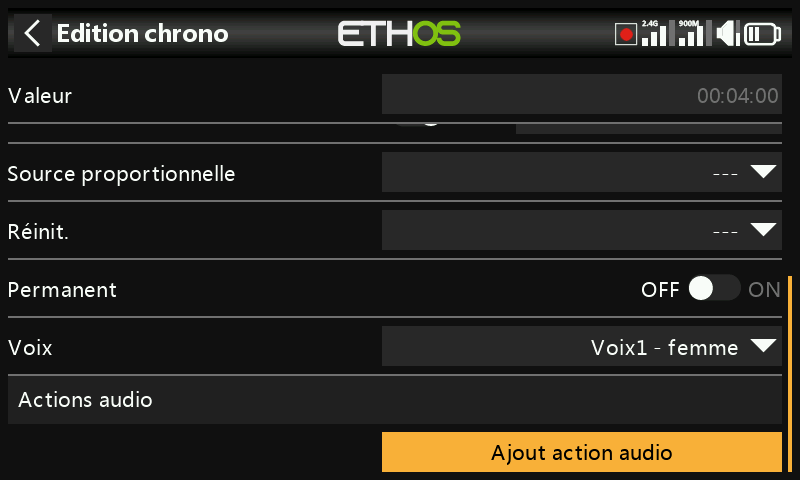 Edition chrono
ETHOS
2.4G 900M
Valeur 00:04:00
Source proportionnelle ---
Réinit. ---
Permanent OFF ON
Voix Voix1 - femme
Actions audio
Ajout action audio